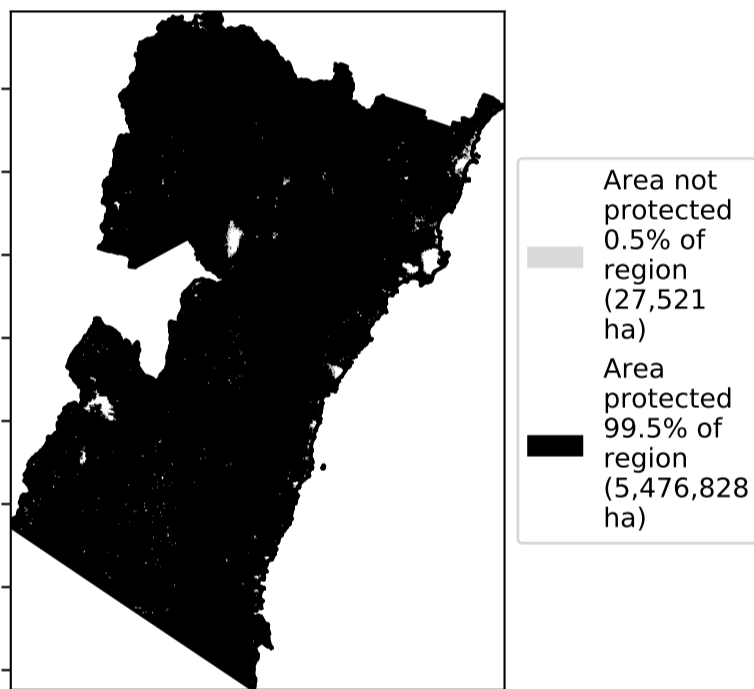 Area not
protected
0.5% of
region
(27,521
ha)
Area
protected
99.5% of
region
(5,476,828
ha)